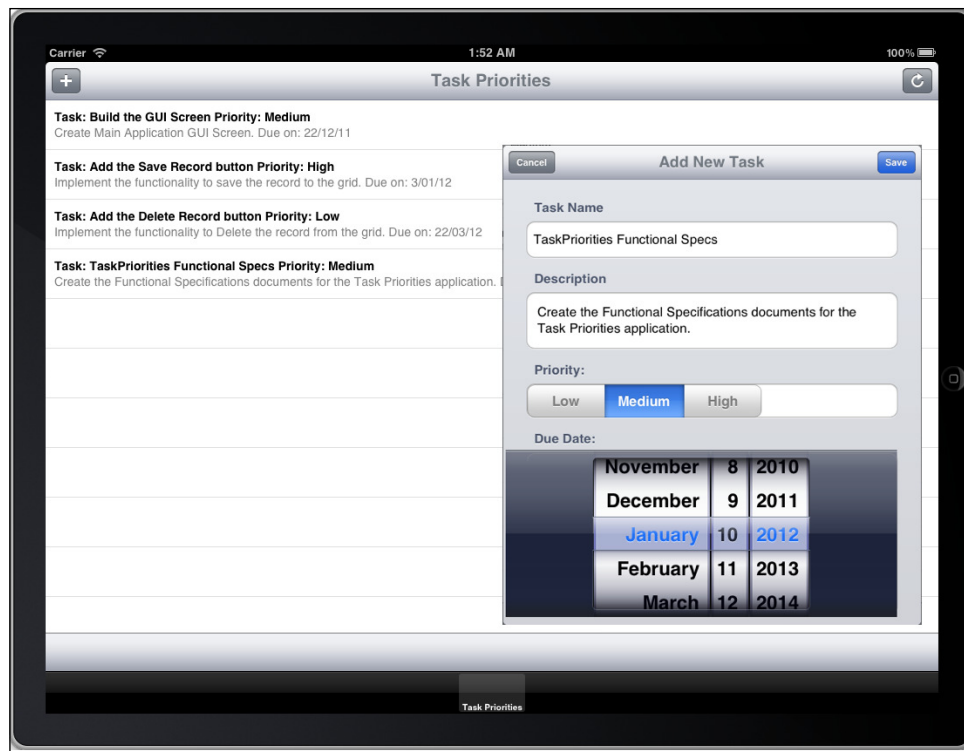 Carrier
1:52 AM
100%
Task Priorities
Task: Build the GUI Screen Priority: Medium
Create Main Application GUI Screen. Due on: 22/12/11
Task: Add the Save Record button Priority: High
Implement the functionality to save the record to the grid. Due on: 3/01/12
Task: Add the Delete Record button Priority: Low
Implement the functionality to Delete the record from the grid. Due on: 22/03/12
Task: TaskPriorities Functional Specs Priority: Medium
Create the Functional Specifications documents for the Task Priorities application.
Cancel
Add New Task
Save
Task Name
TaskPriorities Functional Specs
Description
Create the Functional Specifications documents for the
Task Priorities application.
Priority:
Low Medium High
Due Date:
November 8 2010
December 9 2011
January 10 2012
February 11 2013
March 12 2014
Task Priorities